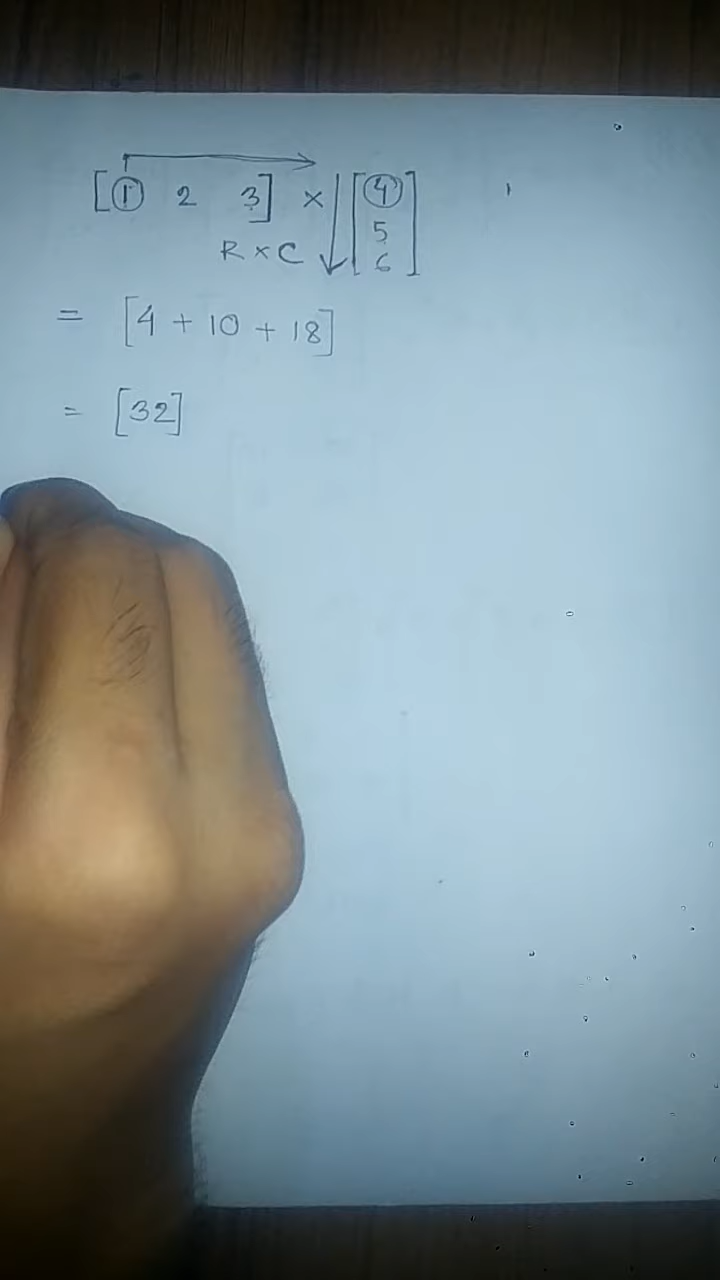 [1 2 3] × [4
5
6]
R × C
= [4 + 10 + 18]
= [32]